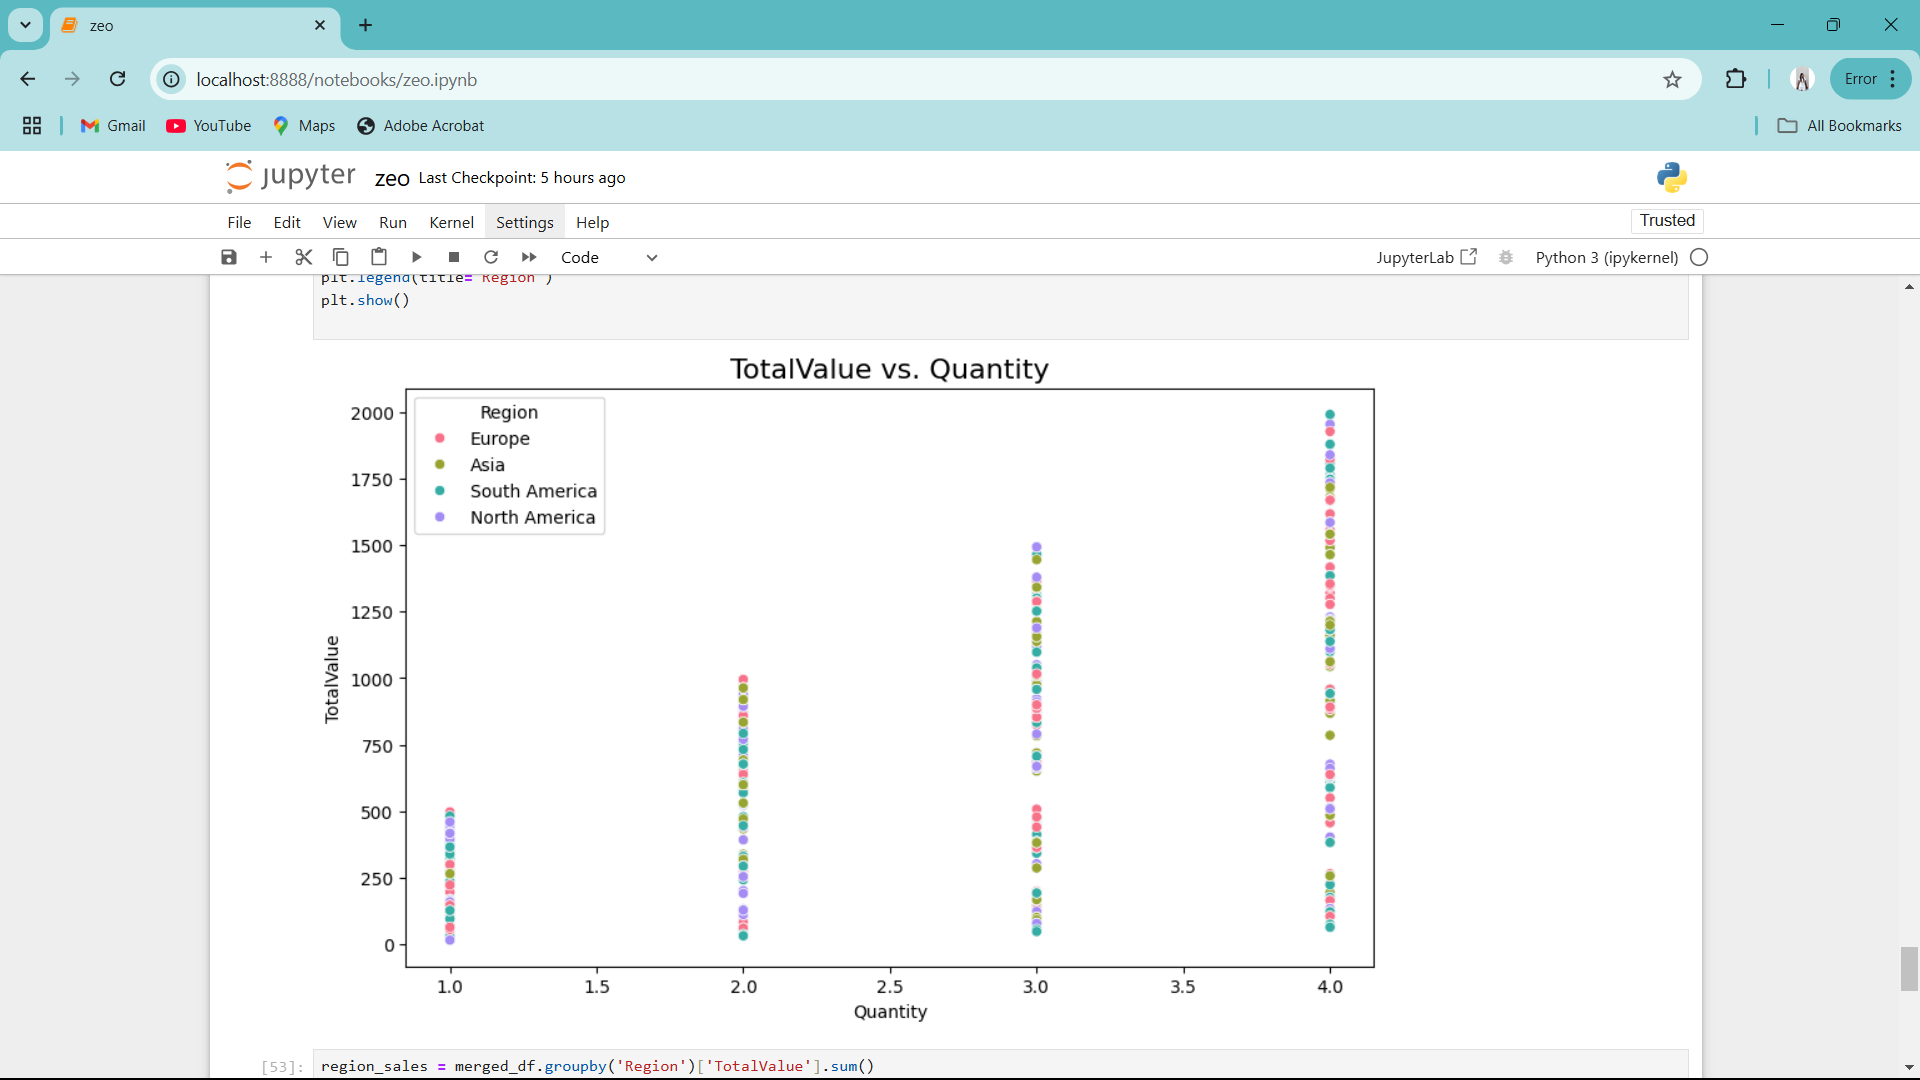 zeo
localhost:8888/notebooks/zeo.ipynb
Error
Gmail YouTube Maps Adobe Acrobat All Bookmarks
jupyter zeo Last Checkpoint: 5 hours ago
File Edit View Run Kernel Settings Help Trusted
Code JupyterLab Python 3 (ipykernel)
plt.legend(title='Region')
plt.show()
TotalValue vs. Quantity
Region
Europe
Asia
South America
North America
2000
1750
1500
1250
1000
750
500
250
0
TotalValue
1.0 1.5 2.0 2.5 3.0 3.5 4.0
Quantity
[53]: region_sales = merged_df.groupby('Region')['TotalValue'].sum()